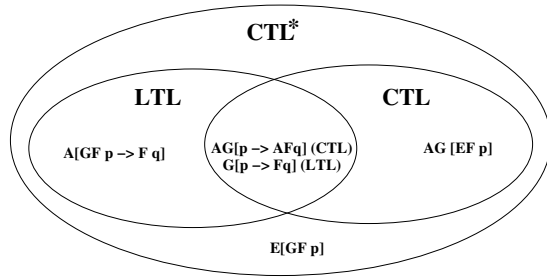 CTL*
LTL
CTL
A[GF p -> F q]
AG[p -> AFq] (CTL)
G[p -> Fq] (LTL)
AG [EF p]
E[GF p]